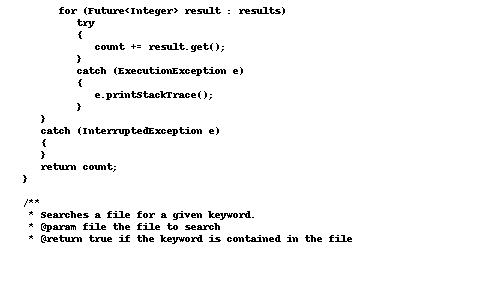 for (Future<Integer> result : results)
try
{
count += result.get();
}
catch (ExecutionException e)
{
e.printStackTrace();
}
}
catch (InterruptedException e)
{
}
return count;
}
/**
* Searches a file for a given keyword.
* @param file the file to search
* @return true if the keyword is contained in the file